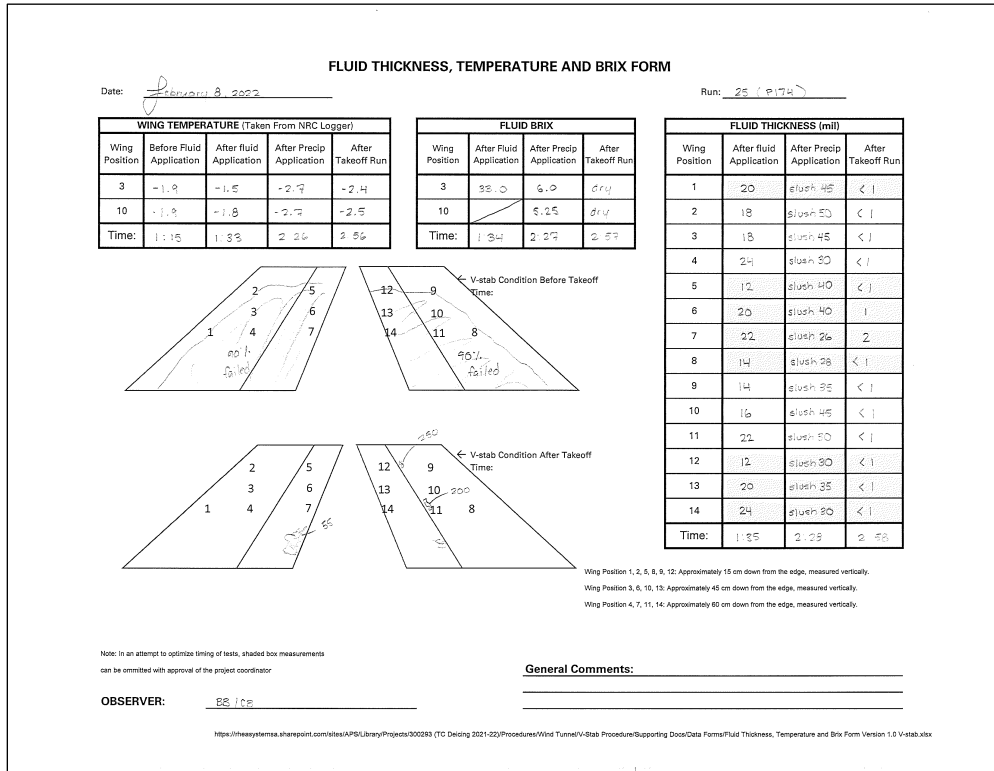 FLUID THICKNESS, TEMPERATURE AND BRIX FORM
Date: February 8, 2022
Run: 25 (P174)
WING TEMPERATURE (Taken From NRC Logger)
Wing Position Before Fluid Application After fluid Application After Precip Application After Takeoff Run
3 -1.9 -1.5 -2.7 -2.4
10 -1.9 -1.8 -2.7 -2.5
Time: 1:15 1:33 2:26 2:56
FLUID BRIX
Wing Position After Fluid Application After Precip Application After Takeoff Run
3 33.0 6.0 dry
10 5.25 dry
Time: 1:34 2:27 2:57
FLUID THICKNESS (mil)
Wing Position After fluid Application After Precip Application After Takeoff Run
1 20 slush 45 < 1
2 18 slush 50 < 1
3 18 slush 45 < 1
4 24 slush 30 < 1
5 12 slush 40 < 1
6 20 slush 40 1
7 22 slush 26 2
8 14 slush 28 < 1
9 14 slush 35 < 1
10 16 slush 45 < 1
11 22 slush 30 < 1
12 12 slush 30 < 1
13 20 slush 35 < 1
14 24 slush 30 < 1
Time: 1:35 2:28 2:58
← V-stab Condition Before Takeoff
Time:
2 5 12 9
3 6 13 10
1 4 7 14 11 8
90% failed
90% failed
← V-stab Condition After Takeoff
Time:
250
2 5 12 9
3 6 13 10 200
1 4 7 14 11 8
55
Wing Position 1, 2, 5, 8, 9, 12: Approximately 15 cm down from the edge, measured vertically.
Wing Position 3, 6, 10, 13: Approximately 45 cm down from the edge, measured vertically.
Wing Position 4, 7, 11, 14: Approximately 60 cm down from the edge, measured vertically.
Note: In an attempt to optimize timing of tests, shaded box measurements
can be ommitted with approval of the project coordinator
General Comments:
OBSERVER: BB / CB
https://rheasystemsa.sharepoint.com/sites/APS/Library/Projects/300293 (TC Deicing 2021-22)/Procedures/Wind Tunnel/V-Stab Procedure/Supporting Docs/Data Forms/Fluid Thickness, Temperature and Brix Form Version 1.0 V-stab.xlsx